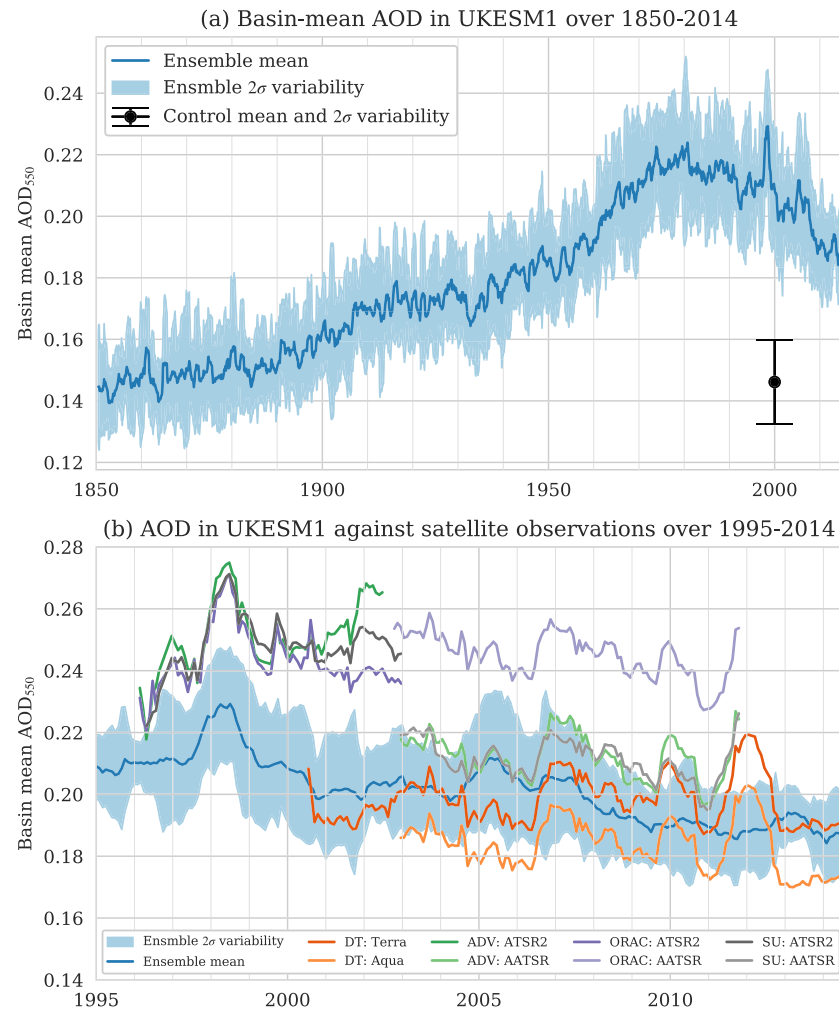 (a) Basin-mean AOD in UKESM1 over 1850-2014
Ensemble mean
Ensmble 2σ variability
Control mean and 2σ variability
Basin mean AOD₅₅₀
0.24
0.22
0.20
0.18
0.16
0.14
0.12
1850 1900 1950 2000
(b) AOD in UKESM1 against satellite observations over 1995-2014
Basin mean AOD₅₅₀
0.28
0.26
0.24
0.22
0.20
0.18
0.16
0.14
Ensmble 2σ variability DT: Terra ADV: ATSR2 ORAC: ATSR2 SU: ATSR2
Ensemble mean DT: Aqua ADV: AATSR ORAC: AATSR SU: AATSR
1995 2000 2005 2010